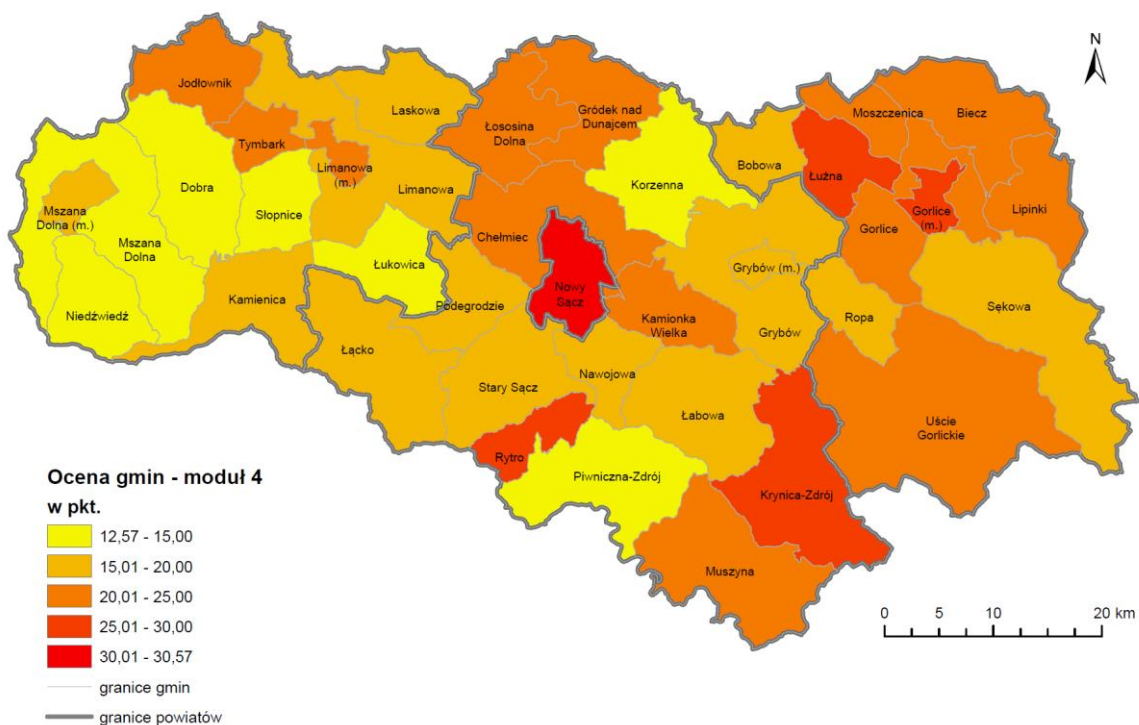 N
Jodłownik
Laskowa
Łososina
Dolna
Gródek nad
Dunajcem
Moszczenica
Biecz
Tymbark
Limanowa
(m.)
Limanowa
Dobra
Słopnice
Korzenna
Bobowa
Łużna
Gorlice
(m.)
Lipinki
Mszana
Dolna (m.)
Mszana
Dolna
Łukowica
Chełmiec
Gorlice
Grybów (m.)
Niedźwiedź
Kamienica
Podegrodzie
Nowy
Sącz
Kamionka
Wielka
Grybów
Ropa
Sękowa
Łącko
Stary Sącz
Nawojowa
Łabowa
Uście
Gorlickie
Rytro
Piwniczna-Zdrój
Krynica-Zdrój
Muszyna
Ocena gmin - moduł 4
w pkt.
12,57 - 15,00
15,01 - 20,00
20,01 - 25,00
25,01 - 30,00
30,01 - 30,57
granice gmin
granice powiatów
0 5 10 20 km